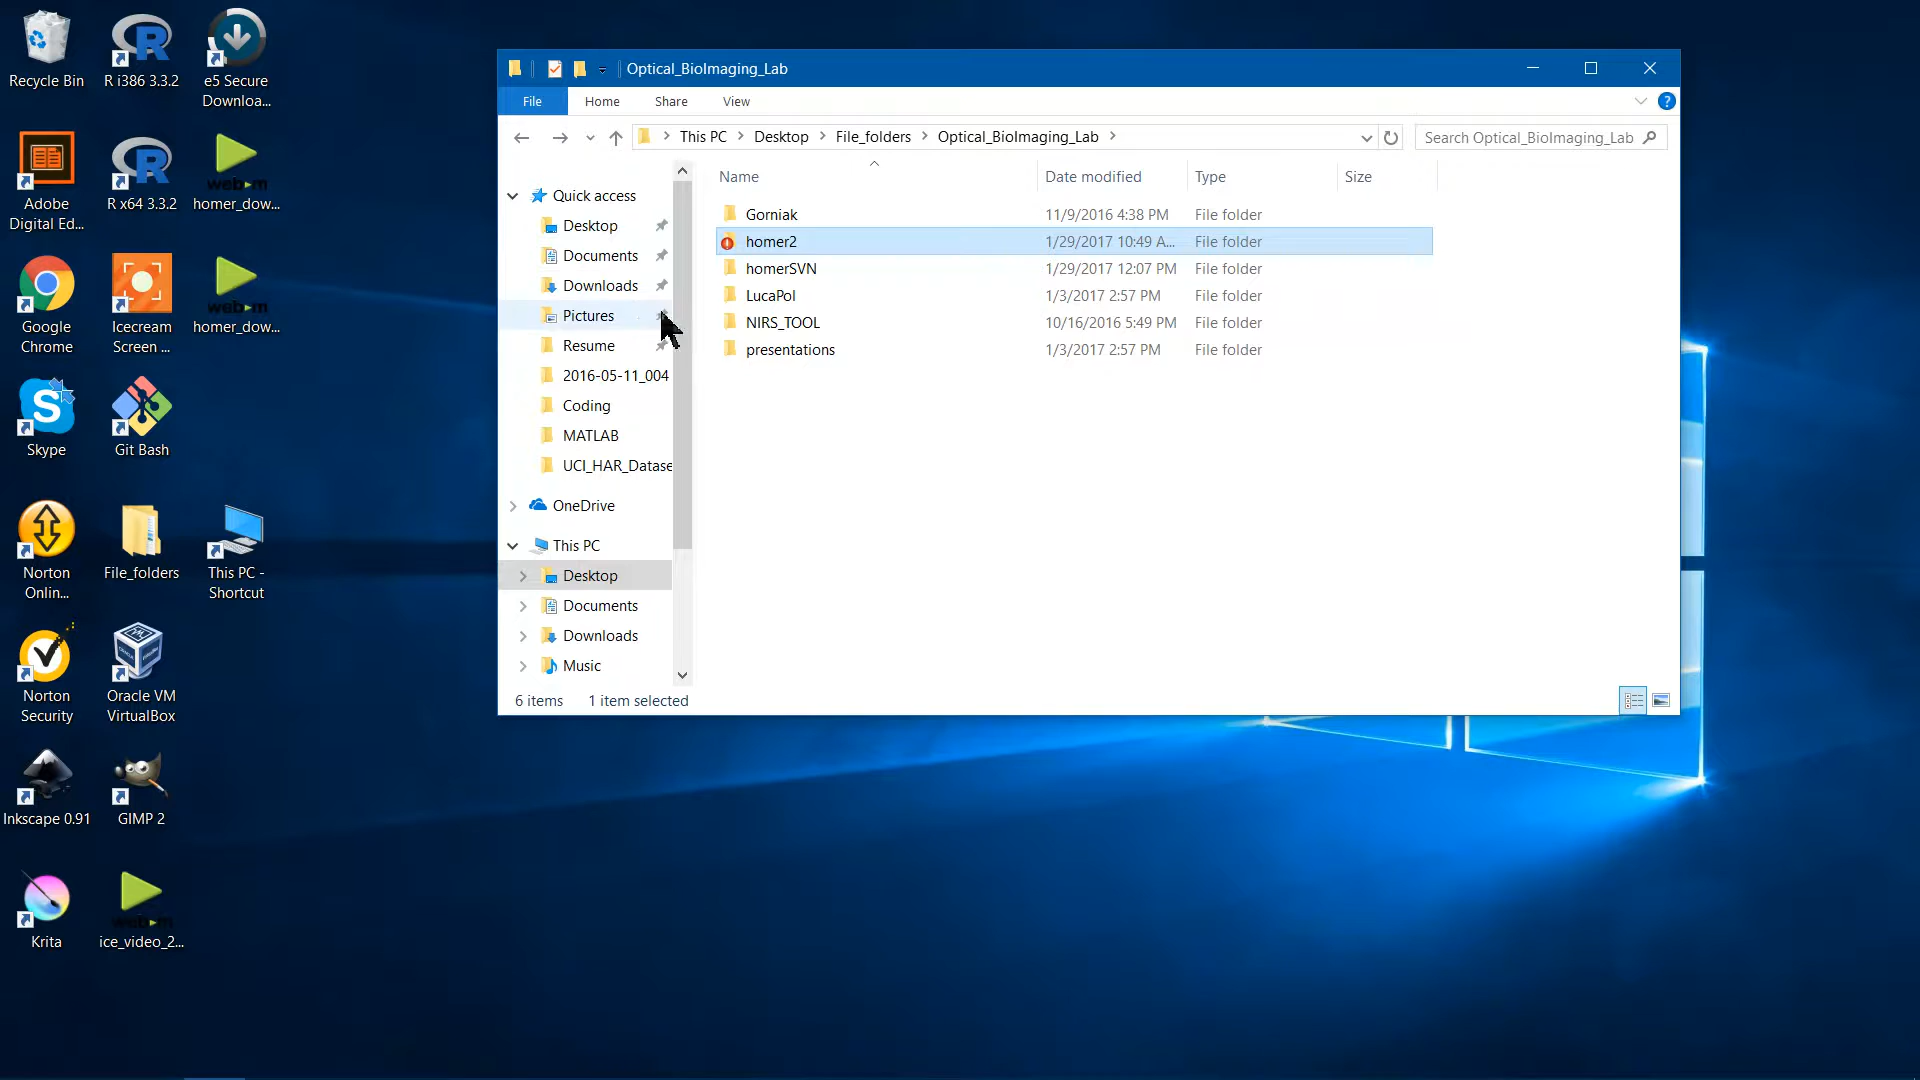 Recycle Bin
R i386 3.3.2
e5 Secure
Downloa...
Adobe
Digital Ed...
R x64 3.3.2
web-m
homer_dow...
Google
Chrome
Icecream
Screen ...
web-m
homer_dow...
Skype
Git Bash
Norton
Onlin...
File_folders
This PC -
Shortcut
Norton
Security
Oracle VM
VirtualBox
Inkscape 0.91
GIMP 2
Krita
web-m
ice_video_2...
Optical_BioImaging_Lab
File
Home
Share
View
This PC
Desktop
File_folders
Optical_BioImaging_Lab
Search Optical_BioImaging_Lab
Quick access
Desktop
Documents
Downloads
Pictures
Resume
2016-05-11_004
Coding
MATLAB
UCI_HAR_Datase
OneDrive
This PC
Desktop
Documents
Downloads
Music
Name Date modified Type Size
Gorniak 11/9/2016 4:38 PM File folder
homer2 1/29/2017 10:49 A... File folder
homerSVN 1/29/2017 12:07 PM File folder
LucaPol 1/3/2017 2:57 PM File folder
NIRS_TOOL 10/16/2016 5:49 PM File folder
presentations 1/3/2017 2:57 PM File folder
6 items 1 item selected